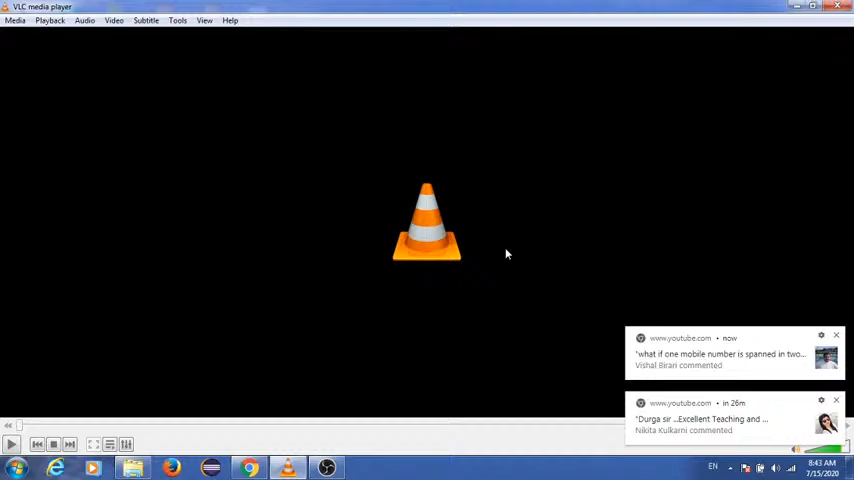 VLC media player
Media Playback Audio Video Subtitle Tools View Help
www.youtube.com • now
"what if one mobile number is spanned in two...
Vishal Birari commented
www.youtube.com • in 26m
"Durga sir ...Excellent Teaching and ...
Nikita Kulkarni commented
EN
8:43 AM
7/15/2020